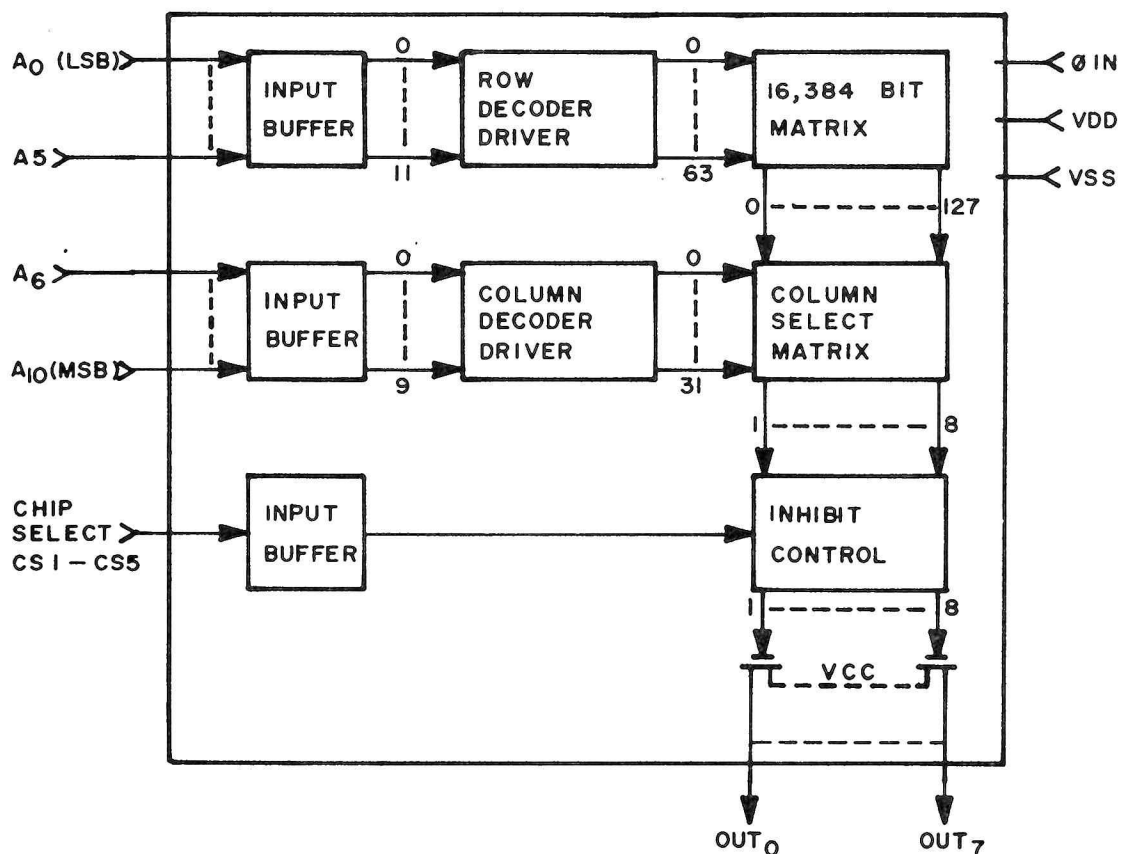 A0 (LSB)
A5
INPUT
BUFFER
0
11
ROW
DECODER
DRIVER
0
63
16,384 BIT
MATRIX
Ø IN
VDD
VSS
0
127
A6
A10 (MSB)
INPUT
BUFFER
0
9
COLUMN
DECODER
DRIVER
0
31
COLUMN
SELECT
MATRIX
1
8
CHIP
SELECT
CS1 – CS5
INPUT
BUFFER
INHIBIT
CONTROL
1
8
VCC
OUT0
OUT7